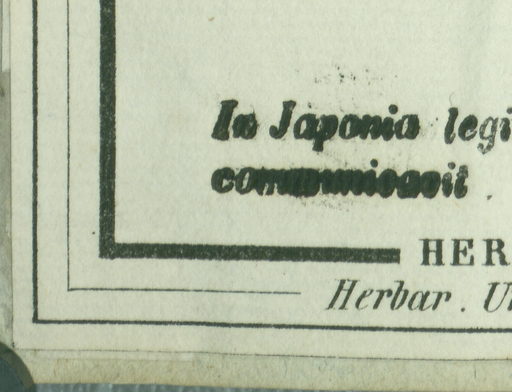 In Japonia legi
communicavit .
HER
Herbar. U